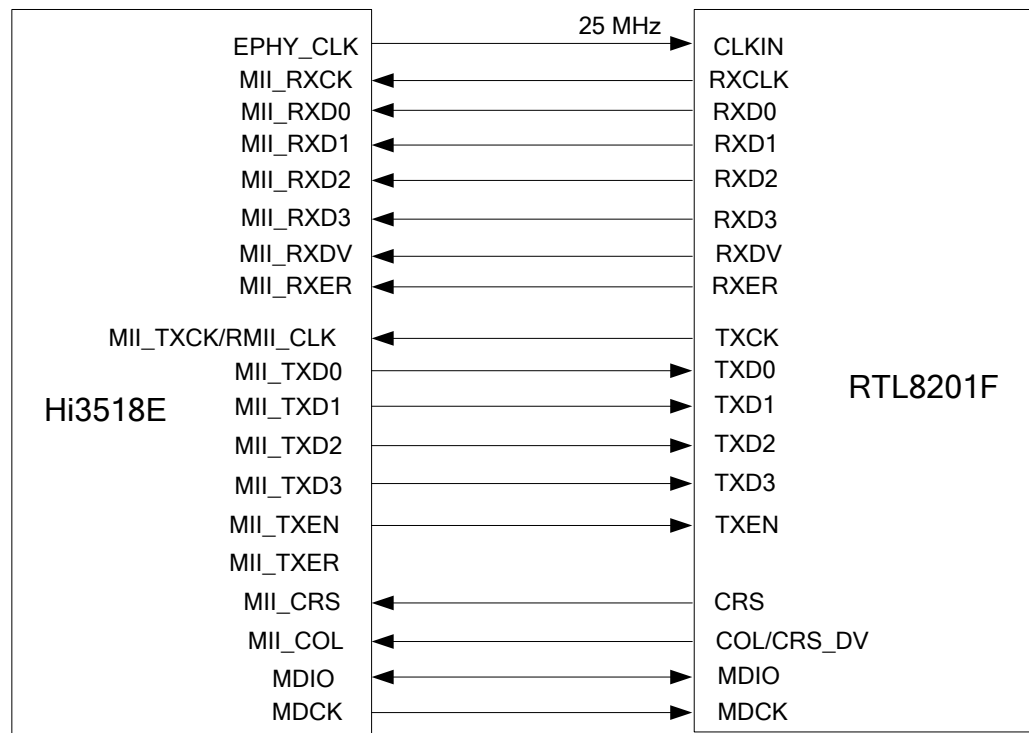 25 MHz
EPHY_CLK CLKIN
MII_RXCK RXCLK
MII_RXD0 RXD0
MII_RXD1 RXD1
MII_RXD2 RXD2
MII_RXD3 RXD3
MII_RXDV RXDV
MII_RXER RXER
MII_TXCK/RMII_CLK TXCK
MII_TXD0 TXD0
Hi3518E RTL8201F
MII_TXD1 TXD1
MII_TXD2 TXD2
MII_TXD3 TXD3
MII_TXEN TXEN
MII_TXER
MII_CRS CRS
MII_COL COL/CRS_DV
MDIO MDIO
MDCK MDCK